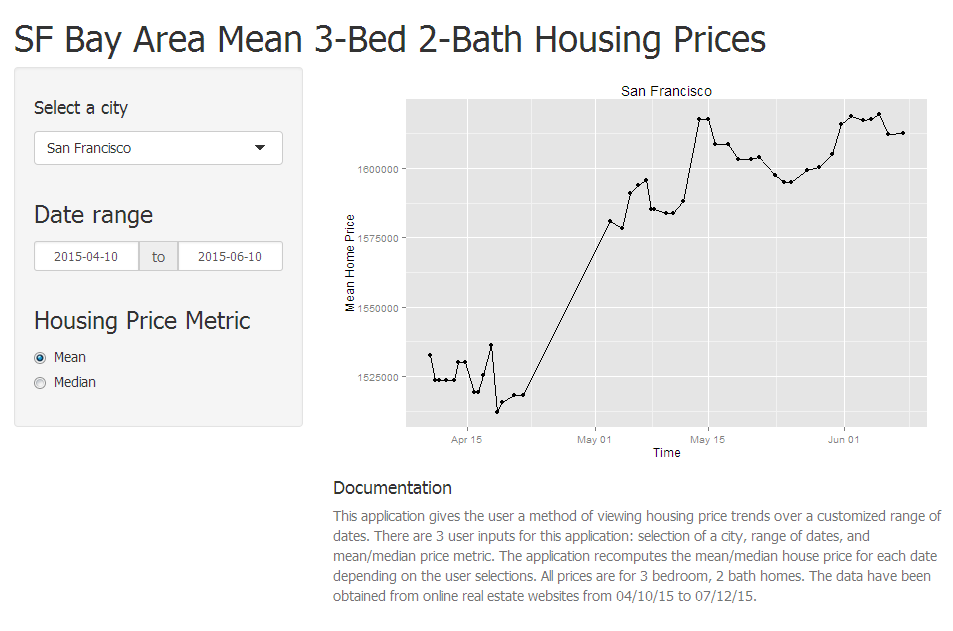 SF Bay Area Mean 3-Bed 2-Bath Housing Prices
Select a city
San Francisco
Date range
2015-04-10 to 2015-06-10
Housing Price Metric
Mean
Median
San Francisco
Mean Home Price
1600000
1575000
1550000
1525000
Apr 15 May 01 May 15 Jun 01
Time
Documentation
This application gives the user a method of viewing housing price trends over a customized range of
dates. There are 3 user inputs for this application: selection of a city, range of dates, and
mean/median price metric. The application recomputes the mean/median house price for each date
depending on the user selections. All prices are for 3 bedroom, 2 bath homes. The data have been
obtained from online real estate websites from 04/10/15 to 07/12/15.